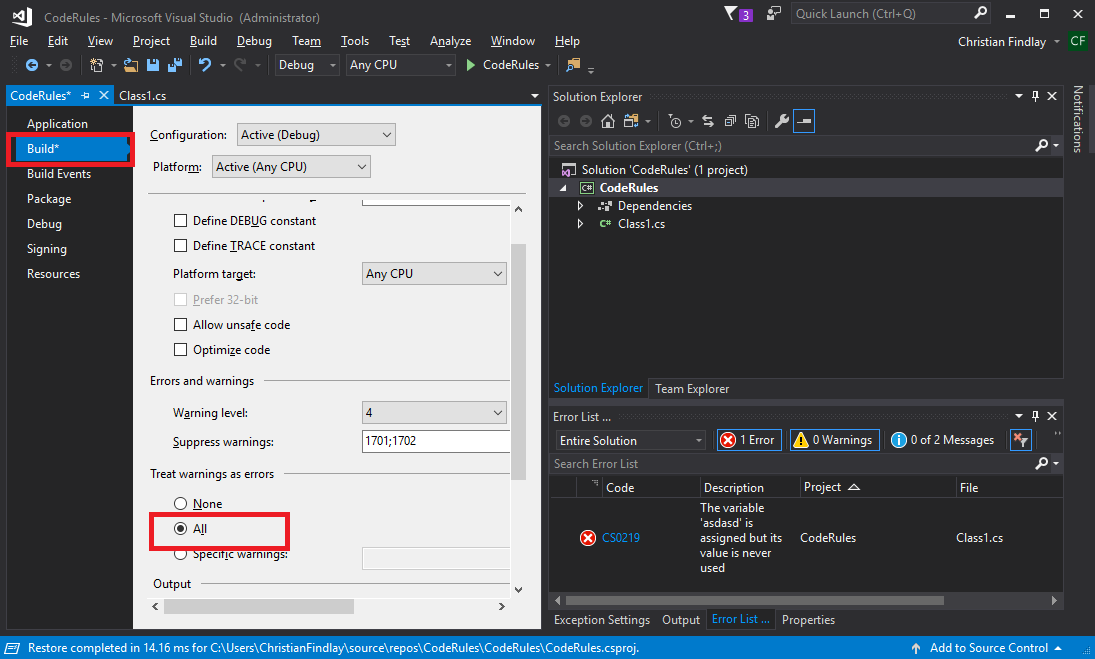 CodeRules - Microsoft Visual Studio (Administrator)
3
Quick Launch (Ctrl+Q)
File Edit View Project Build Debug Team Tools Test Analyze Window Help
Christian Findlay CF
Debug Any CPU CodeRules
CodeRules* Class1.cs
Application
Build*
Build Events
Package
Debug
Signing
Resources
Configuration: Active (Debug)
Platform: Active (Any CPU)
Define DEBUG constant
Define TRACE constant
Platform target: Any CPU
Prefer 32-bit
Allow unsafe code
Optimize code
Errors and warnings
Warning level: 4
Suppress warnings: 1701;1702
Treat warnings as errors
None
All
Specific warnings:
Output
Solution Explorer
Search Solution Explorer (Ctrl+;)
Solution 'CodeRules' (1 project)
C# CodeRules
Dependencies
C# Class1.cs
Solution Explorer Team Explorer
Notifications
Error List ...
Entire Solution 1 Error 0 Warnings 0 of 2 Messages
Search Error List
Code Description Project File
CS0219 The variable 'asdasd' is assigned but its value is never used CodeRules Class1.cs
Exception Settings Output Error List ... Properties
Restore completed in 14.16 ms for C:\Users\ChristianFindlay\source\repos\CodeRules\CodeRules\CodeRules.csproj.
Add to Source Control